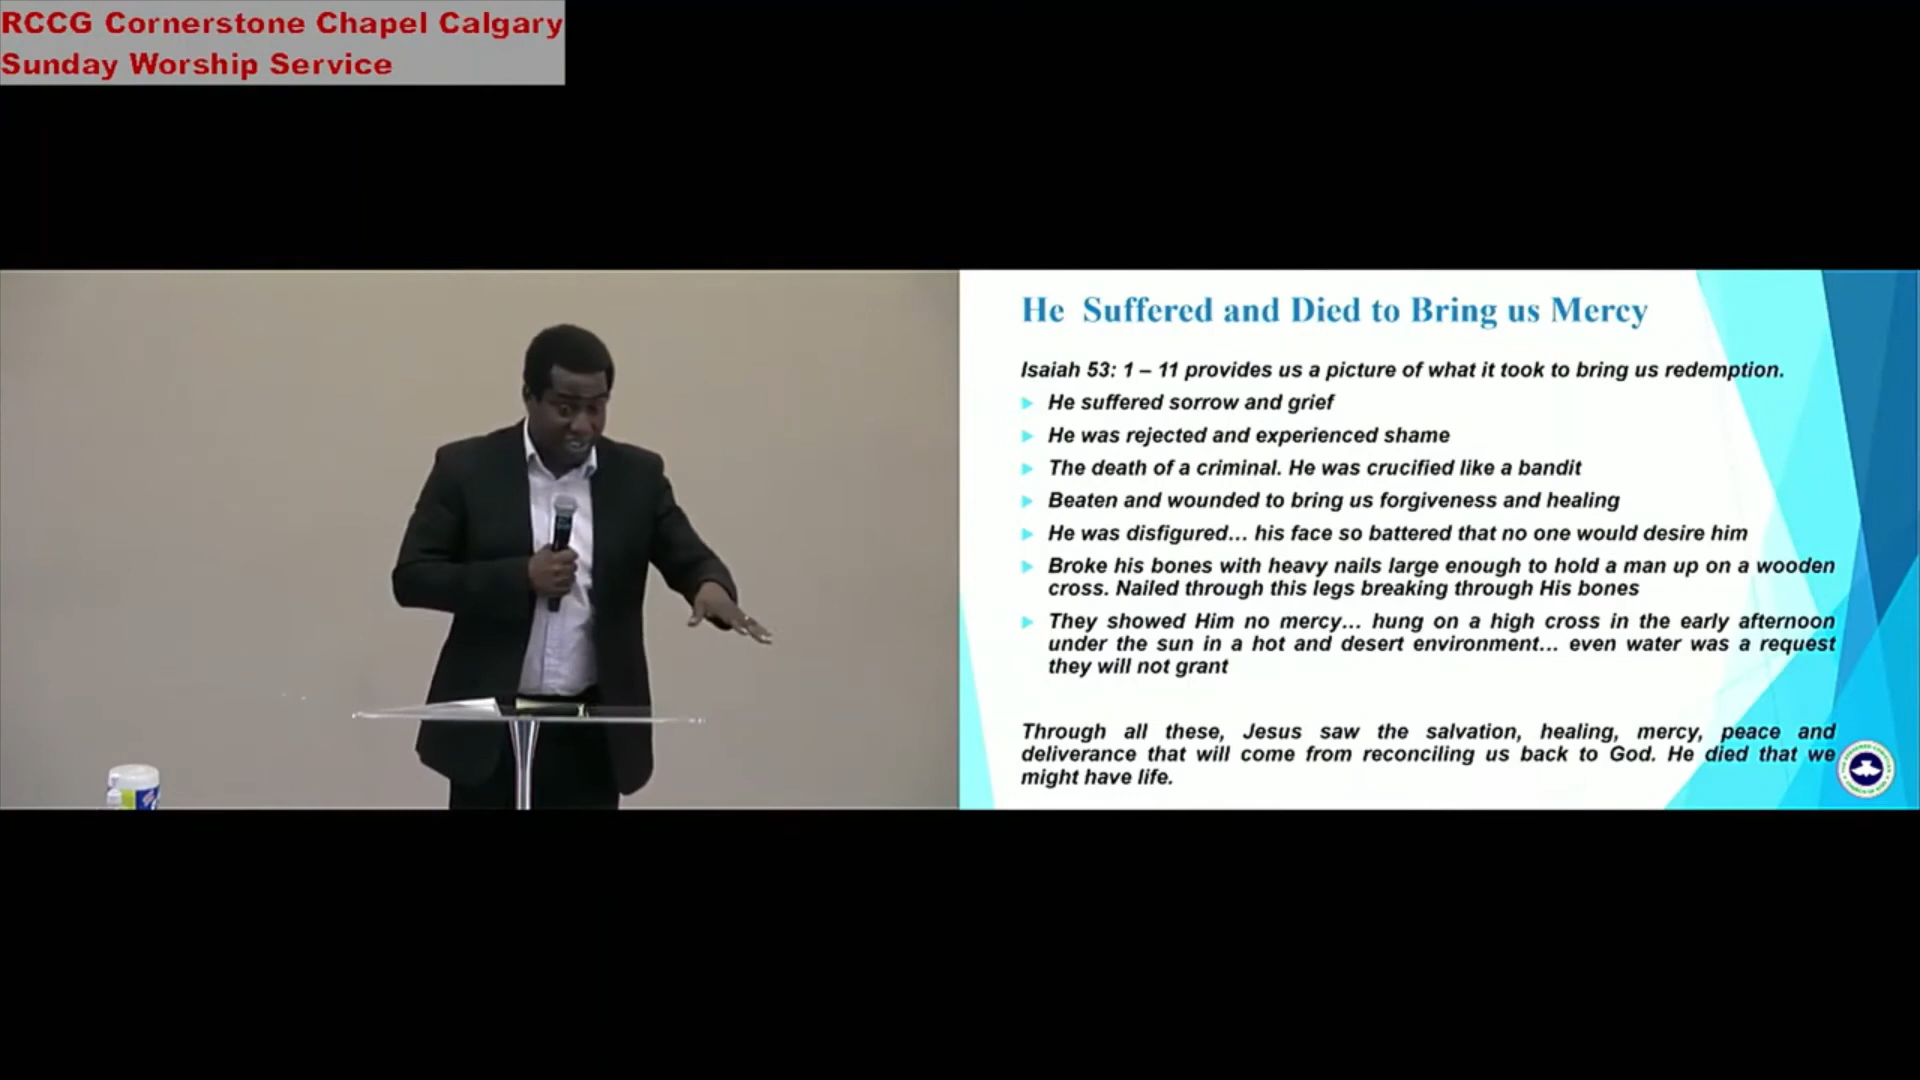 RCCG Cornerstone Chapel Calgary
Sunday Worship Service
He Suffered and Died to Bring us Mercy
Isaiah 53: 1 – 11 provides us a picture of what it took to bring us redemption.
He suffered sorrow and grief
He was rejected and experienced shame
The death of a criminal. He was crucified like a bandit
Beaten and wounded to bring us forgiveness and healing
He was disfigured... his face so battered that no one would desire him
Broke his bones with heavy nails large enough to hold a man up on a wooden
cross. Nailed through this legs breaking through His bones
They showed Him no mercy... hung on a high cross in the early afternoon
under the sun in a hot and desert environment... even water was a request
they will not grant
Through all these, Jesus saw the salvation, healing, mercy, peace and
deliverance that will come from reconciling us back to God. He died that we
might have life.